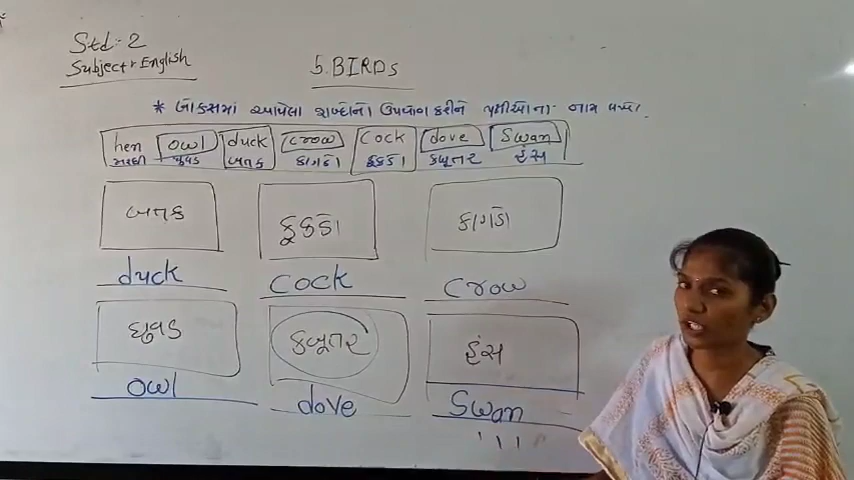 Std:- 2
Subject:- English
5. BIRDS
* બોક્સમાં આપેલા શબ્દોનો ઉપયોગ કરીને પક્ષીઓના નામ લખો.
hen owl duck crow cock dove Swan
મરઘી ઘુવડ બતક કાગડો કૂકડો કબૂતર હંસ
બતક કૂકડો કાગડો
duck cock crow
ઘુવડ કબૂતર હંસ
owl dove Swan